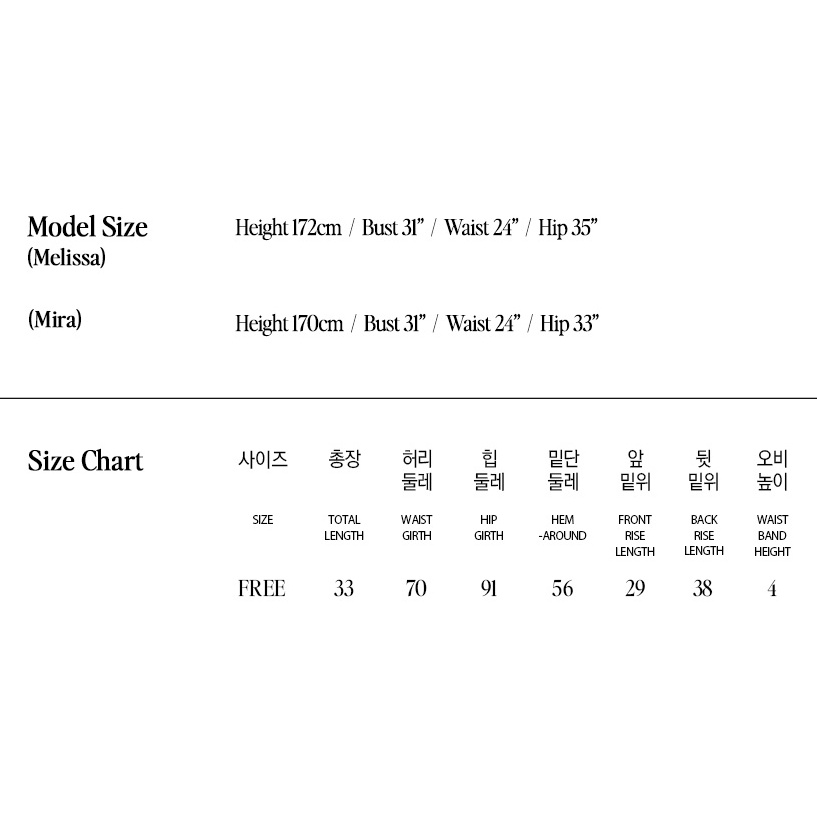 Model Size
(Melissa)
Height 172cm / Bust 31” / Waist 24” / Hip 35”
(Mira)
Height 170cm / Bust 31” / Waist 24” / Hip 33”
Size Chart
사이즈 총장 허리 둘레 힙 둘레 밑단 둘레 앞 밑위 뒷 밑위 오비 높이
SIZE TOTAL LENGTH WAIST GIRTH HIP GIRTH HEM -AROUND FRONT RISE LENGTH BACK RISE LENGTH WAIST BAND HEIGHT
FREE 33 70 91 56 29 38 4